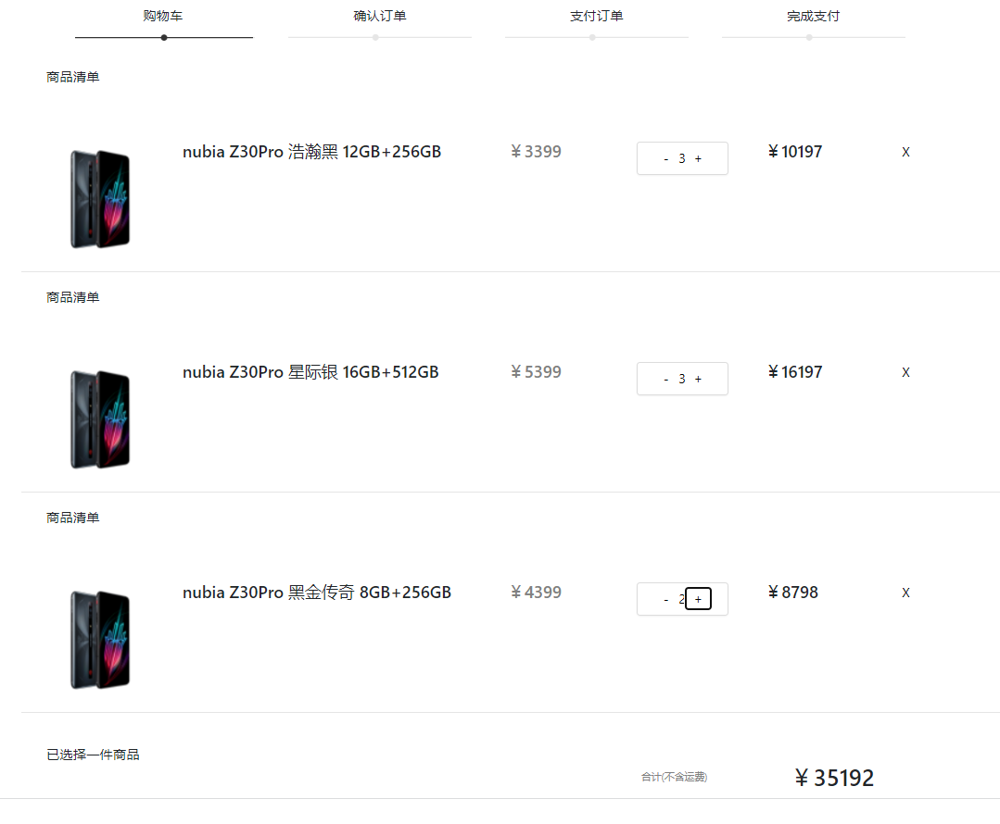 购物车 确认订单 支付订单 完成支付
商品清单
nubia Z30Pro 浩瀚黑 12GB+256GB ¥ 3399 - 3 + ¥ 10197 X
商品清单
nubia Z30Pro 星际银 16GB+512GB ¥ 5399 - 3 + ¥ 16197 X
商品清单
nubia Z30Pro 黑金传奇 8GB+256GB ¥ 4399 - 2 + ¥ 8798 X
已选择一件商品
合计(不含运费) ¥ 35192